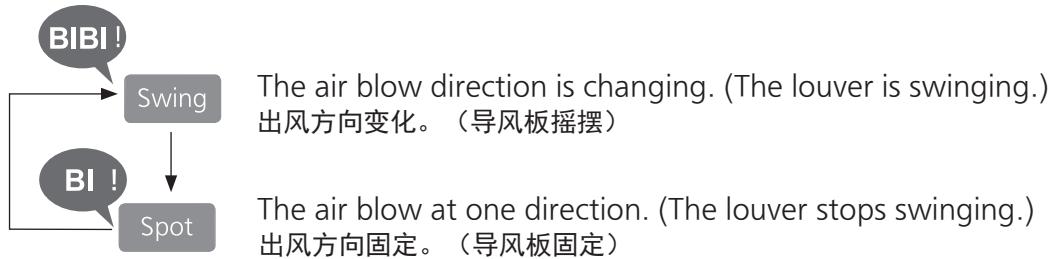 BIBI !
Swing
The air blow direction is changing. (The louver is swinging.)
出风方向变化。（导风板摇摆）
BI !
Spot
The air blow at one direction. (The louver stops swinging.)
出风方向固定。（导风板固定）